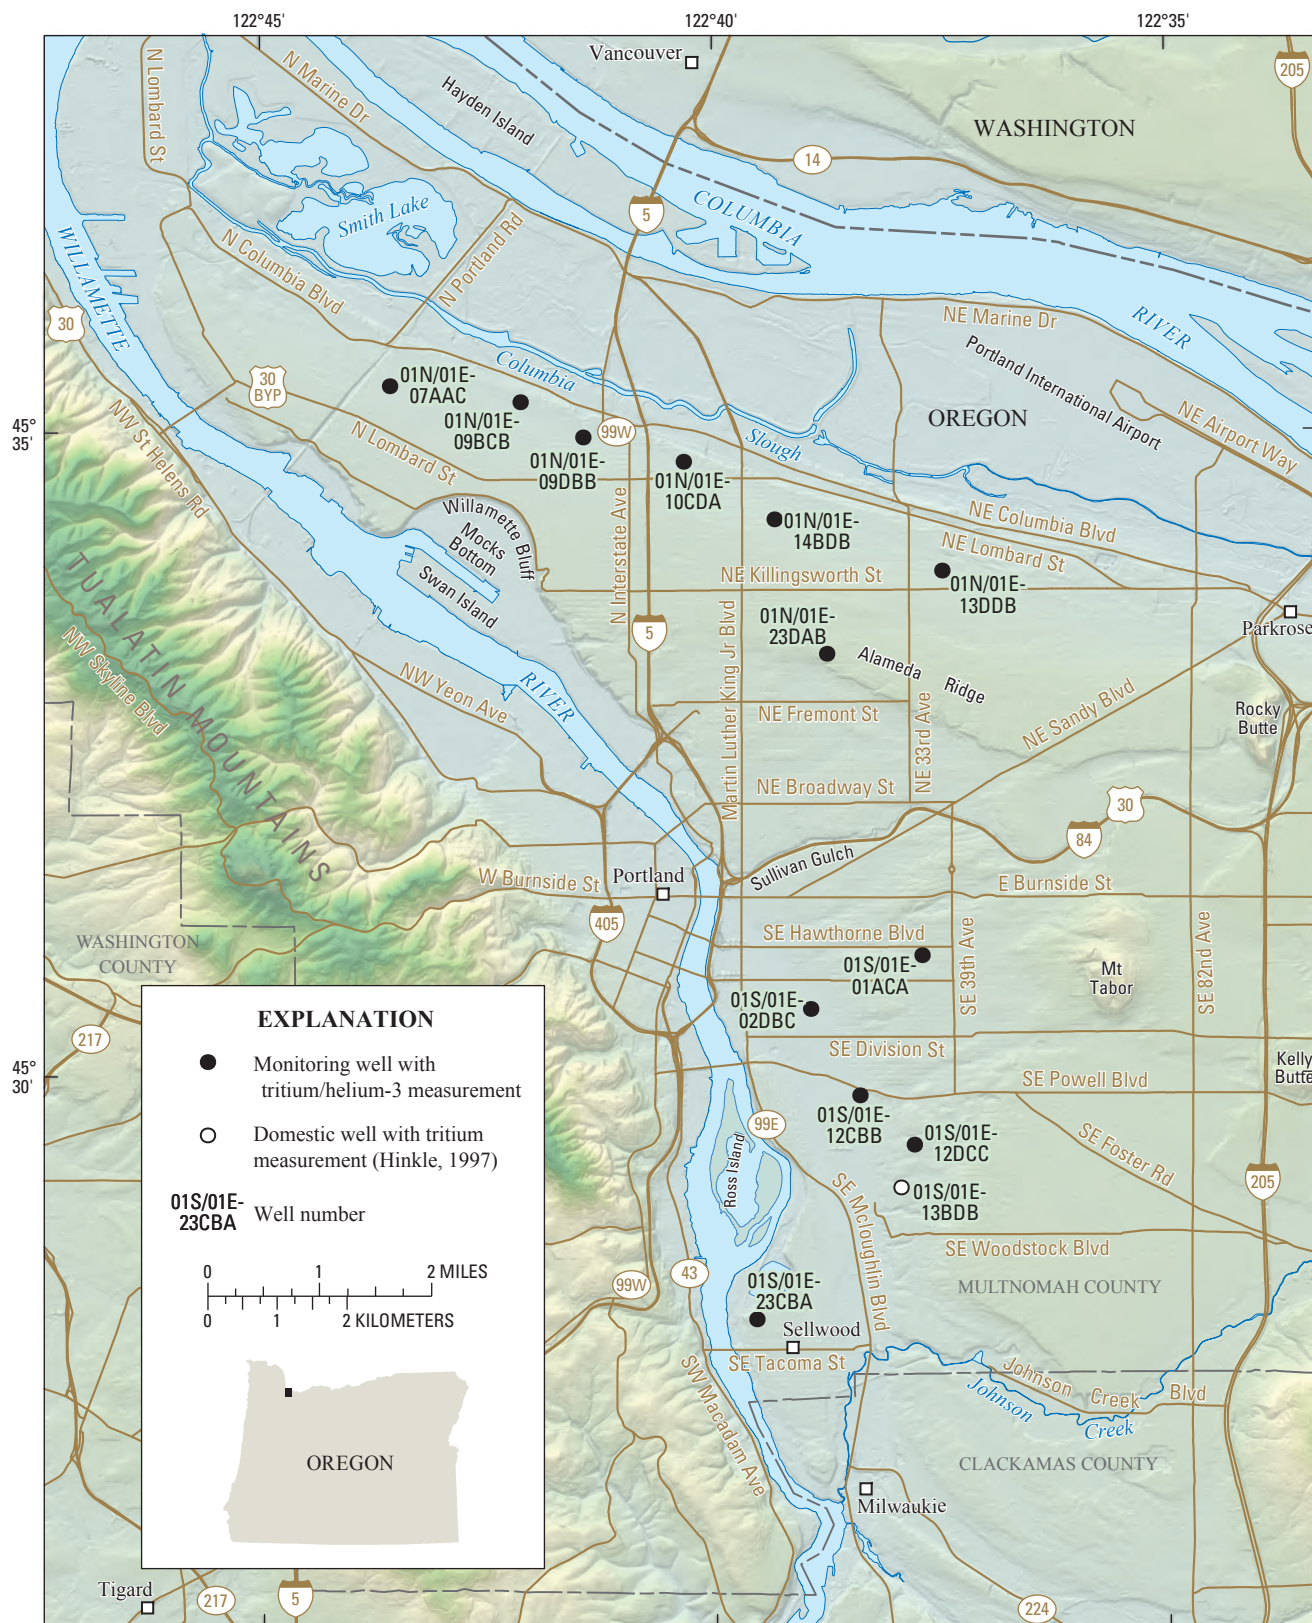 122°45'
122°40'
122°35'
Vancouver
205
N Lombard St
N Marine Dr
Hayden Island
WASHINGTON
14
Smith Lake
5
COLUMBIA
WILLAMETTE
N Columbia Blvd
N Portland Rd
30
NE Marine Dr
RIVER
Columbia
Portland International Airport
30
BYP
01N/01E-
07AAC
01N/01E-
09BCB
OREGON
NE Airport Way
45°
35'
99W
N Lombard St
01N/01E-
09DBB
Slough
NW St Helens Rd
01N/01E-
10CDA
Willamette Bluff
Mocks
Bottom
N Interstate Ave
01N/01E-
14BDB
NE Columbia Blvd
NE Lombard St
Swan Island
NE Killingsworth St
01N/01E-
13DDB
TUALATIN MOUNTAINS
01N/01E-
23DAB
Parkrose
NW Skyline Blvd
5
Martin Luther King Jr Blvd
Alameda Ridge
NW Yeon Ave
RIVER
NE Fremont St
NE 33rd Ave
NE Sandy Blvd
Rocky
Butte
NE Broadway St
30
84
Sullivan Gulch
W Burnside St
Portland
E Burnside St
405
WASHINGTON
COUNTY
SE Hawthorne Blvd
SE 39th Ave
SE 82nd Ave
01S/01E-
01ACA
Mt
Tabor
01S/01E-
02DBC
217
SE Division St
Kelly
Butte
45°
30'
SE Powell Blvd
99E
01S/01E-
12CBB
01S/01E-
12DCC
SE Foster Rd
Ross Island
01S/01E-
13BDB
205
SE Mcloughlin Blvd
SE Woodstock Blvd
43
99W
01S/01E-
23CBA
MULTNOMAH COUNTY
Sellwood
SE Tacoma St
SW Macadam Ave
Johnson Creek Blvd
Johnson
Creek
CLACKAMAS COUNTY
Milwaukie
224
EXPLANATION
Monitoring well with
tritium/helium-3 measurement
Domestic well with tritium
measurement (Hinkle, 1997)
01S/01E-
23CBA
Well number
0 1 2 MILES
0 1 2 KILOMETERS
OREGON
Tigard
217
5